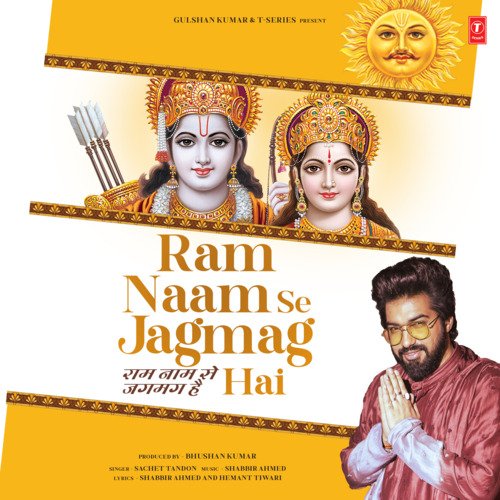 GULSHAN KUMAR & T-SERIES PRESENT
T
T-SERIES
Ram
Naam Se
Jagmag
राम नाम से
जगमग है
Hai
PRODUCED BY - BHUSHAN KUMAR
SINGER - SACHET TANDON MUSIC - SHABBIR AHMED
LYRICS - SHABBIR AHMED AND HEMANT TIWARI